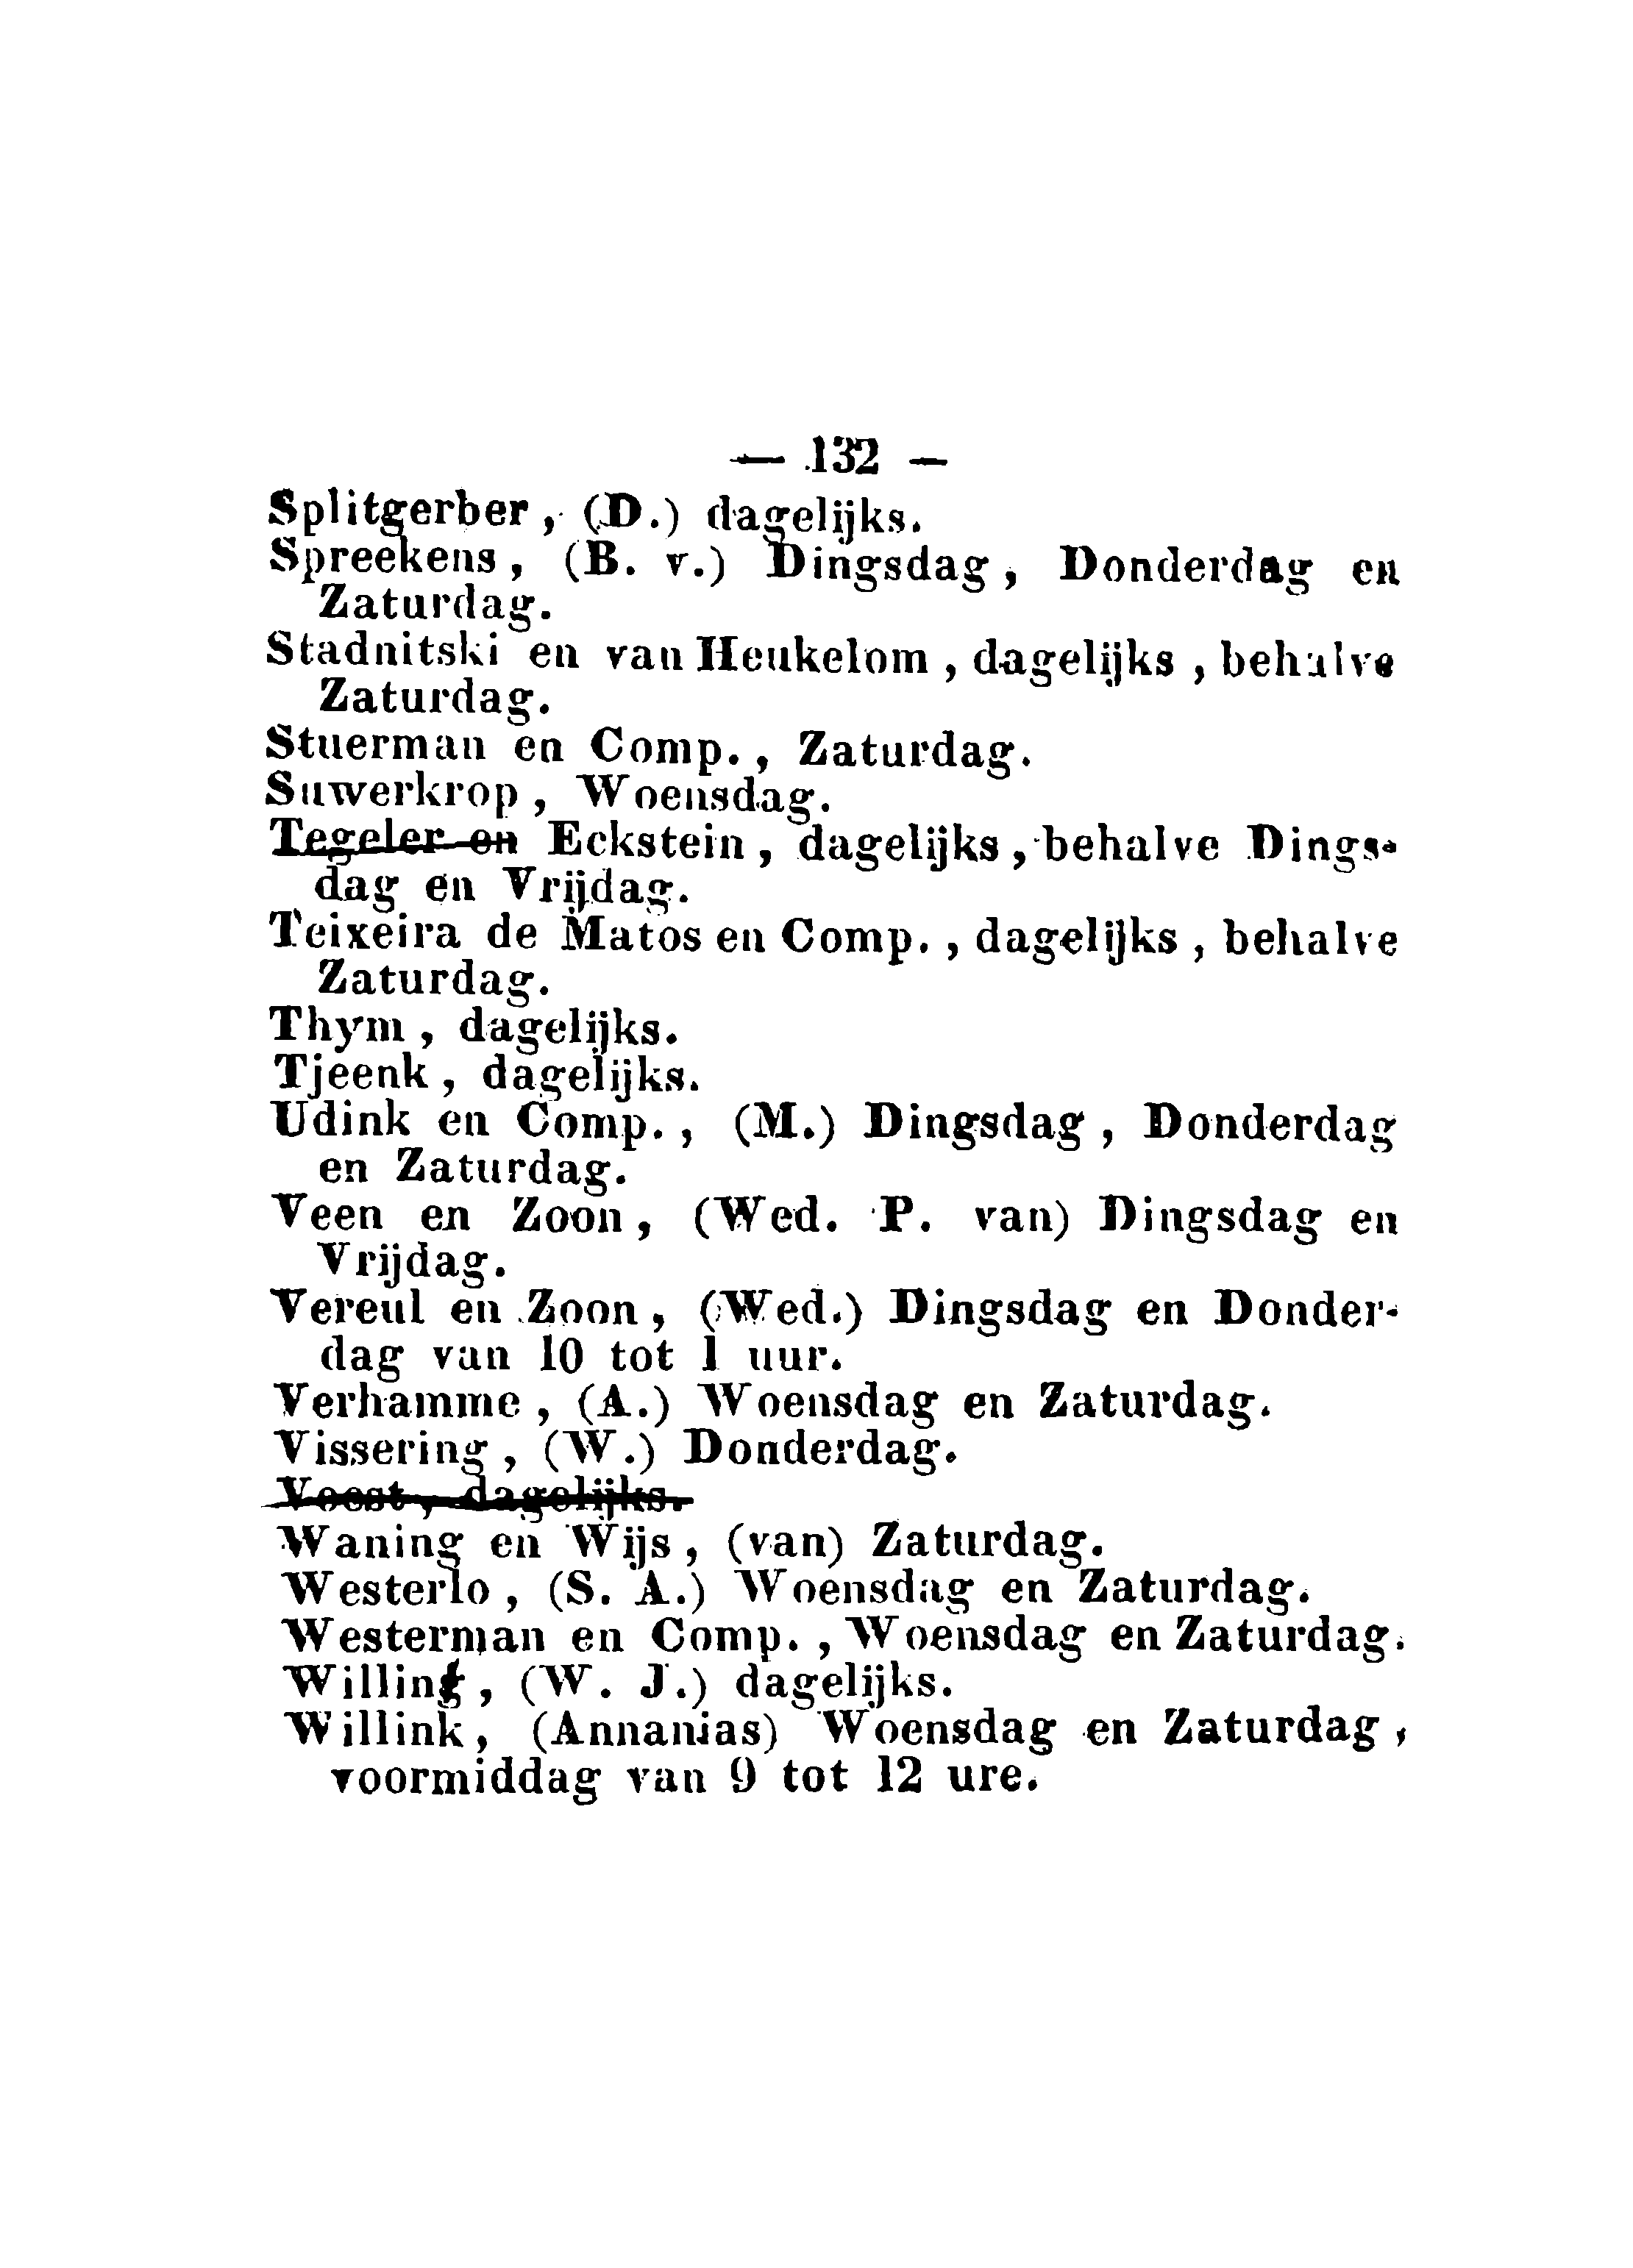 — 132 —
Splitgerber, (D.) dagelijks.
Spreekens, (B. v.) Dingsdag, Donderdag en
Zaturdag.
Stadnitski en van Heukelom, dagelijks, behalve
Zaturdag.
Stuerman en Comp., Zaturdag.
Suwerkrop, Woensdag.
Tegeler en Eckstein, dagelijks, behalve Dings-
dag en Vrijdag.
Teixeira de Matos en Comp., dagelijks, behalve
Zaturdag.
Thym, dagelijks.
Tjeenk, dagelijks.
Udink en Comp., (M.) Dingsdag, Donderdag
en Zaturdag.
Veen en Zoon, (Wed. P. van) Dingsdag en
Vrijdag.
Vereul en Zoon, (Wed.) Dingsdag en Donder-
dag van 10 tot 1 uur.
Verhamme, (A.) Woensdag en Zaturdag.
Vissering, (W.) Donderdag.
dagelijks.
Waning en Wijs, (van) Zaturdag.
Westerlo, (S. A.) Woensdag en Zaturdag.
Westerman en Comp., Woensdag en Zaturdag.
Willing, (W. J.) dagelijks.
Willink, (Annanias) Woensdag en Zaturdag,
voormiddag van 9 tot 12 ure.